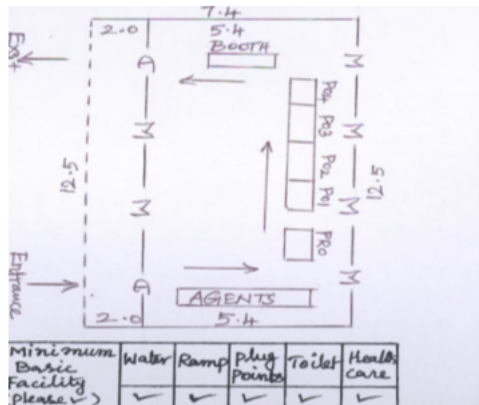 7.4
2.0
5.4
Exit
BOOTH
D
M
PO4
M
M
PO3
PO2
12.5
12.5
M
PO1
M
PRO
Entrance
D
M
AGENTS
2.0
5.4
Minimum Basic Facility (please ✓)
Water
Ramp
Plug Points
Toilet
Health care
✓ ✓ ✓ ✓ ✓